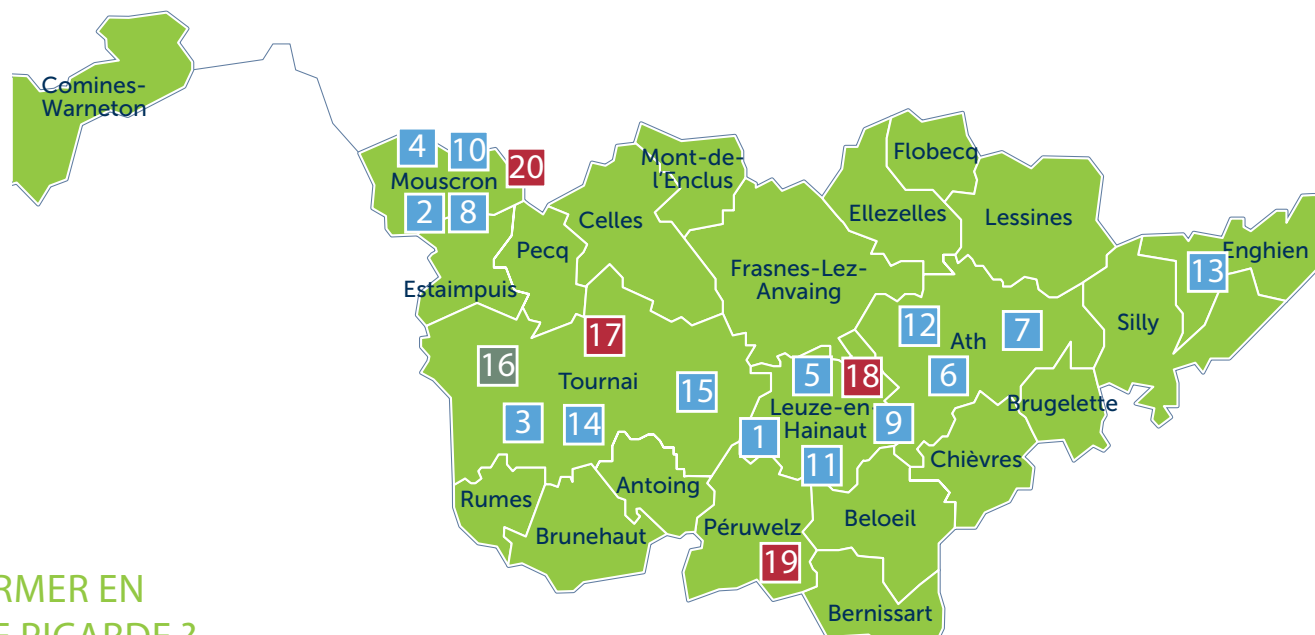 Comines-
Warneton
4
10
20
Mouscron
2
8
Mont-de-
l'Enclus
Flobecq
Celles
Ellezelles
Lessines
Pecq
Enghien
Estaimpuis
Frasnes-Lez-
Anvaing
13
17
12
7
Silly
Ath
16
Tournai
15
5
18
6
Brugelette
3
14
1
Leuze-en-
Hainaut
9
11
Chièvres
Rumes
Antoing
Brunehaut
Péruwelz
Beloeil
19
Bernissart
RMER EN
E PICARDE ?